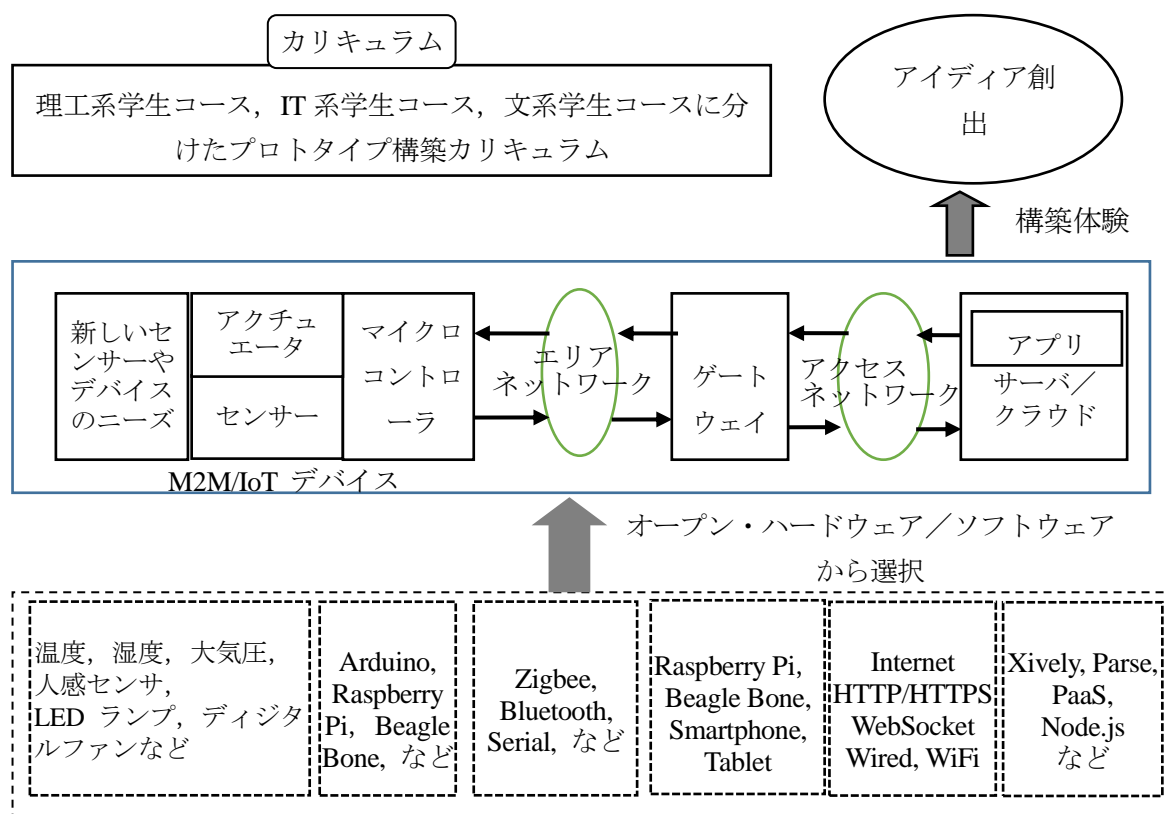 カリキュラム
理工系学生コース，IT 系学生コース，文系学生コースに分
けたプロトタイプ構築カリキュラム
アイディア創
出
構築体験
新しいセ
ンサーや
デバイス
のニーズ
アクチュ
エータ
センサー
マイクロ
コントロ
ーラ
エリア
ネットワーク
ゲート
ウェイ
アクセス
ネットワーク
アプリ
サーバ／
クラウド
M2M/IoT デバイス
オープン・ハードウェア／ソフトウェア
から選択
温度，湿度，大気圧，
人感センサ，
LED ランプ，ディジタ
ルファンなど
Arduino,
Raspberry
Pi，Beagle
Bone, など
Zigbee,
Bluetooth,
Serial, など
Raspberry Pi,
Beagle Bone,
Smartphone,
Tablet
Internet
HTTP/HTTPS
WebSocket
Wired, WiFi
Xively, Parse,
PaaS,
Node.js
など